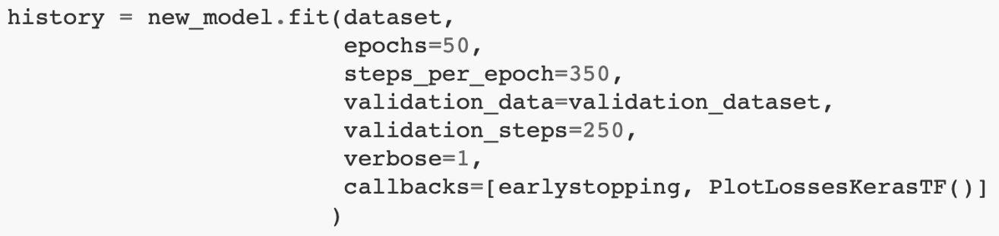 history = new_model.fit(dataset,
                        epochs=50,
                        steps_per_epoch=350,
                        validation_data=validation_dataset,
                        validation_steps=250,
                        verbose=1,
                        callbacks=[earlystopping, PlotLossesKerasTF()]
                       )